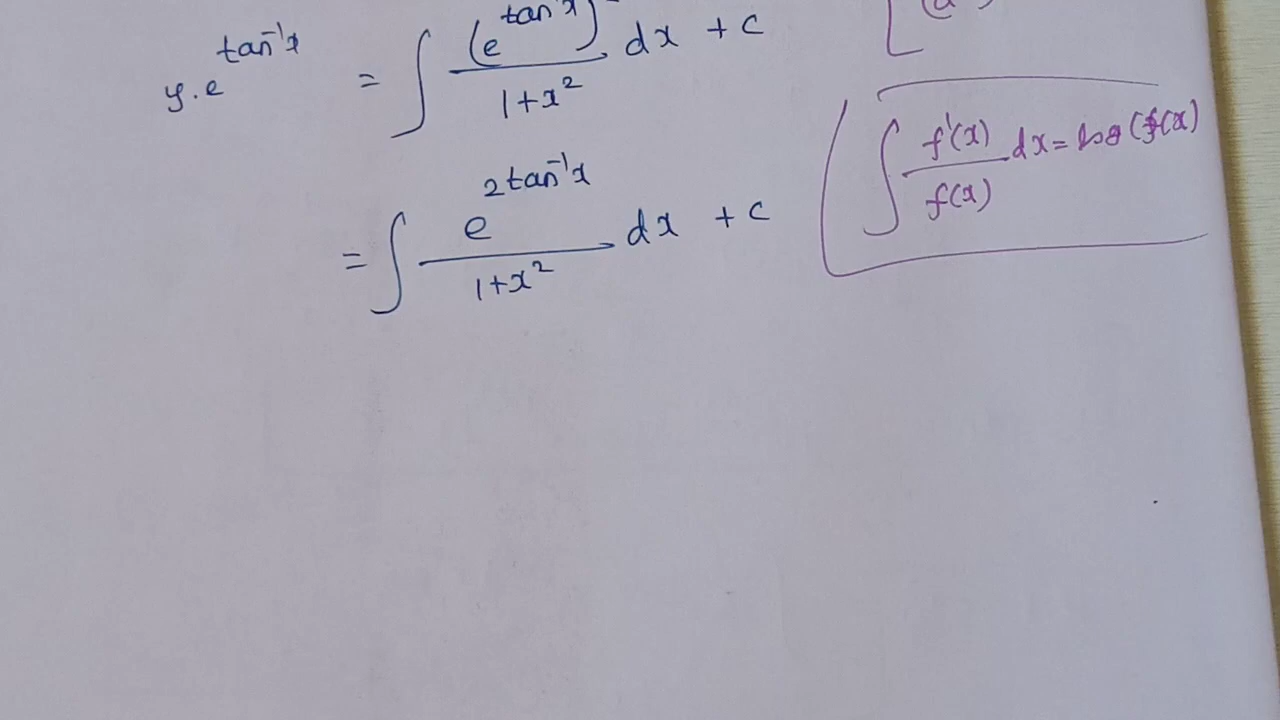 y.e^{tan⁻¹x} = ∫ (e^{tan⁻¹x})/(1+x²) dx + c
= ∫ e^{2tan⁻¹x}/(1+x²) dx + c
∫ f'(x)/f(x) dx = log (f(x)